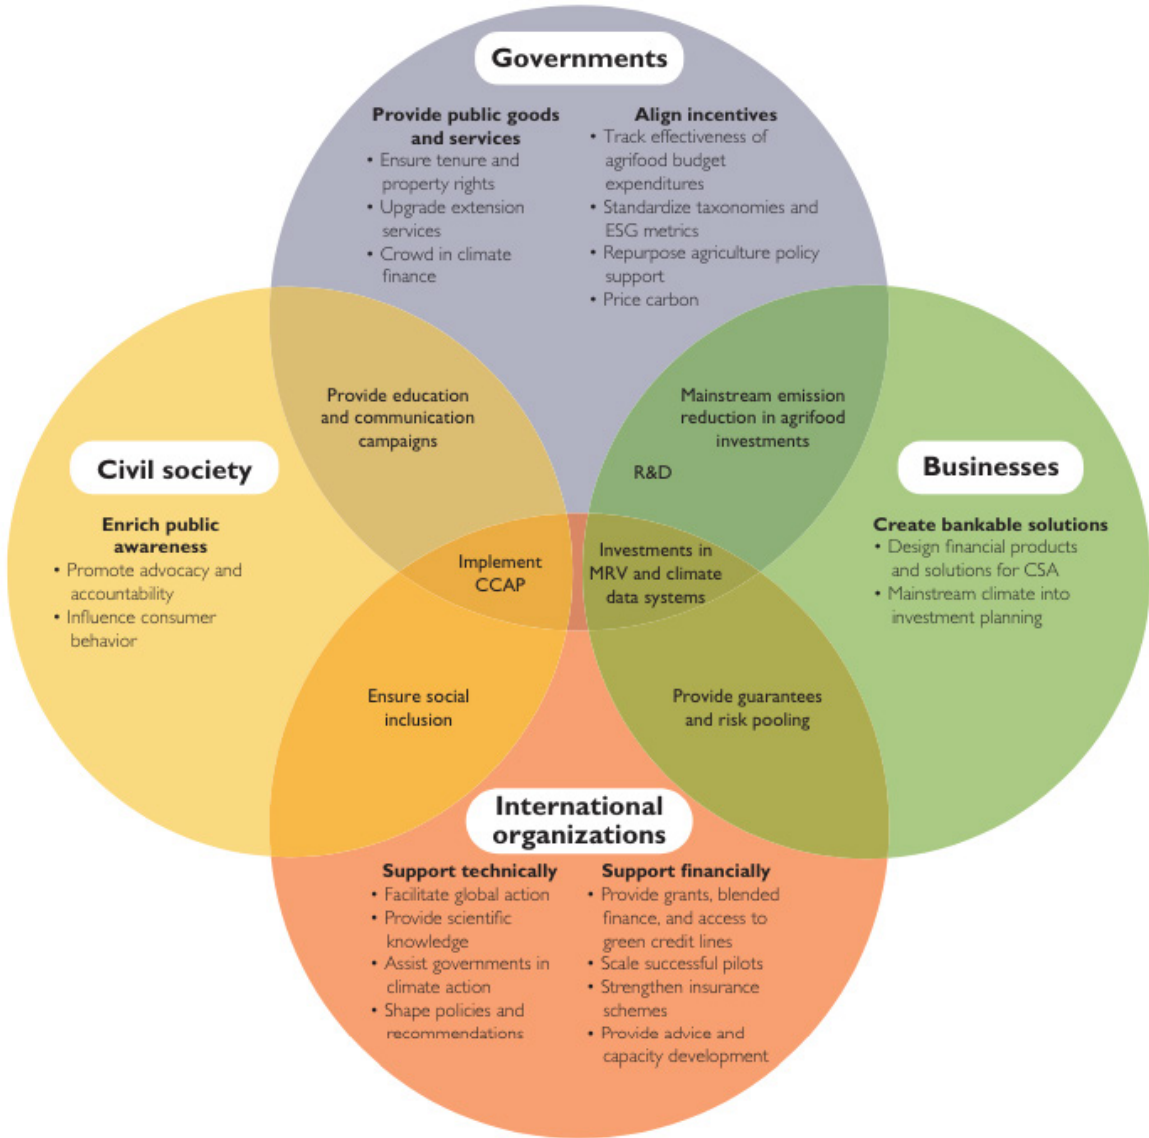 Governments
Provide public goods
and services
• Ensure tenure and
property rights
• Upgrade extension
services
• Crowd in climate
finance
Align incentives
• Track effectiveness of
agrifood budget
expenditures
• Standardize taxonomies and
ESG metrics
• Repurpose agriculture policy
support
• Price carbon
Provide education
and communication
campaigns
Mainstream emission
reduction in agrifood
investments
R&D
Civil society
Enrich public
awareness
• Promote advocacy and
accountability
• Influence consumer
behavior
Implement
CCAP
Investments in
MRV and climate
data systems
Businesses
Create bankable solutions
• Design financial products
and solutions for CSA
• Mainstream climate into
investment planning
Ensure social
inclusion
Provide guarantees
and risk pooling
International
organizations
Support technically
• Facilitate global action
• Provide scientific
knowledge
• Assist governments in
climate action
• Shape policies and
recommendations
Support financially
• Provide grants, blended
finance, and access to
green credit lines
• Scale successful pilots
• Strengthen insurance
schemes
• Provide advice and
capacity development